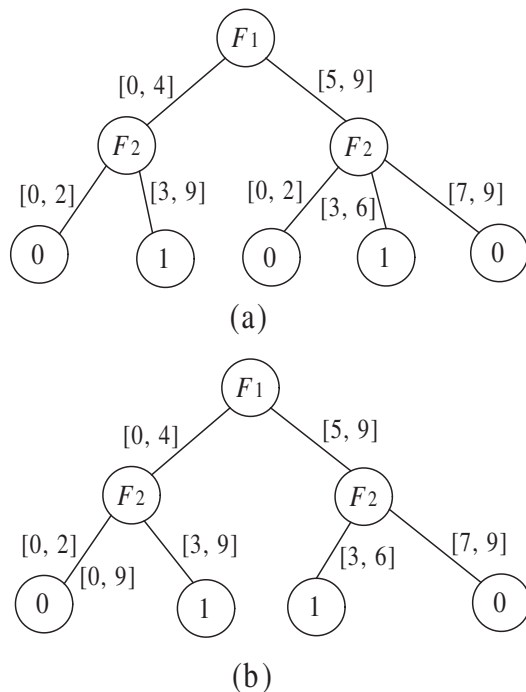 F1
[0, 4] [5, 9]
F2 F2
[0, 2] [3, 9] [0, 2] [3, 6] [7, 9]
0 1 0 1 0
(a)
F1
[0, 4] [5, 9]
F2 F2
[0, 2] [0, 9] [3, 9] [3, 6] [7, 9]
0 1 1 0
(b)